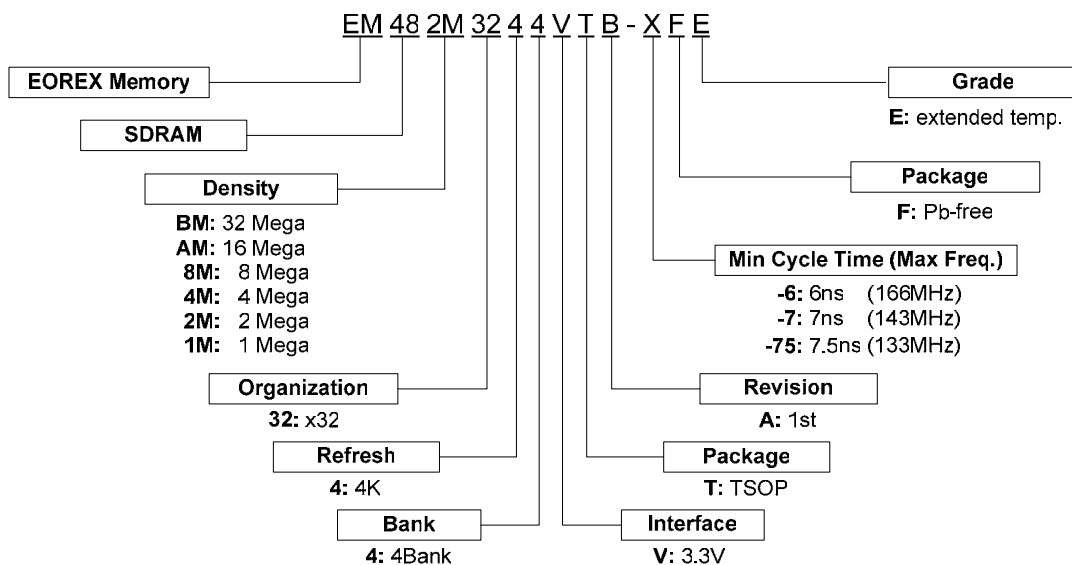 EM 48 2M 32 4 4 V T B - X F E
EOREX Memory
SDRAM
Density
BM: 32 Mega
AM: 16 Mega
8M: 8 Mega
4M: 4 Mega
2M: 2 Mega
1M: 1 Mega
Organization
32: x32
Refresh
4: 4K
Bank
4: 4Bank
Grade
E: extended temp.
Package
F: Pb-free
Min Cycle Time (Max Freq.)
-6: 6ns (166MHz)
-7: 7ns (143MHz)
-75: 7.5ns (133MHz)
Revision
A: 1st
Package
T: TSOP
Interface
V: 3.3V